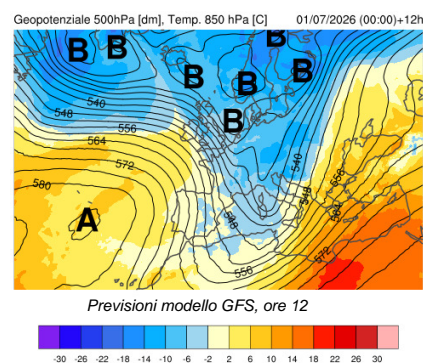 Geopotenziale 500hPa [dm], Temp. 850 hPa [C] 01/07/2026 (00:00)+12h
B B B
B B B
B
540
548
556
564
572
580
A
540
548
556
564
572
548
556
Previsioni modello GFS, ore 12
-30 -26 -22 -18 -14 -10 -6 -2 2 6 10 14 18 22 26 30